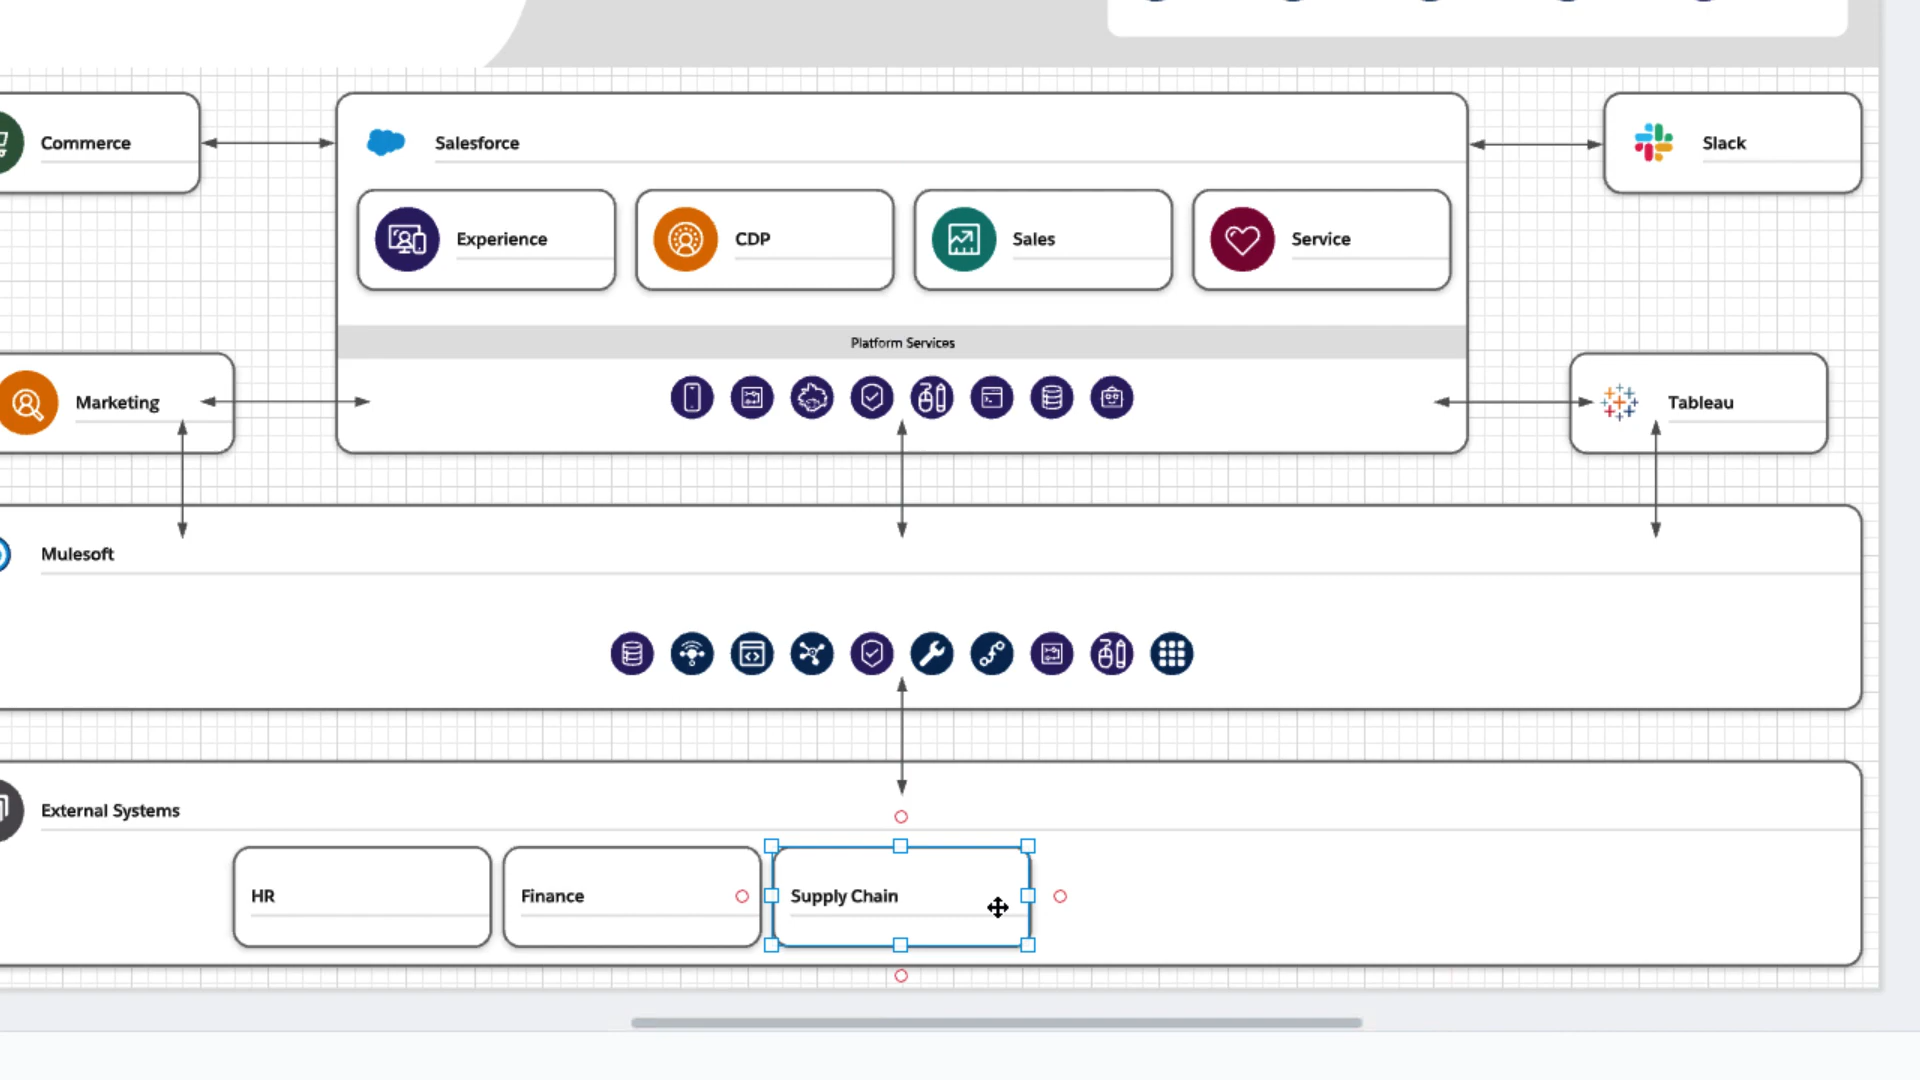 Commerce
Salesforce
Slack
Experience
CDP
Sales
Service
Platform Services
Marketing
Tableau
Mulesoft
External Systems
HR
Finance
Supply Chain